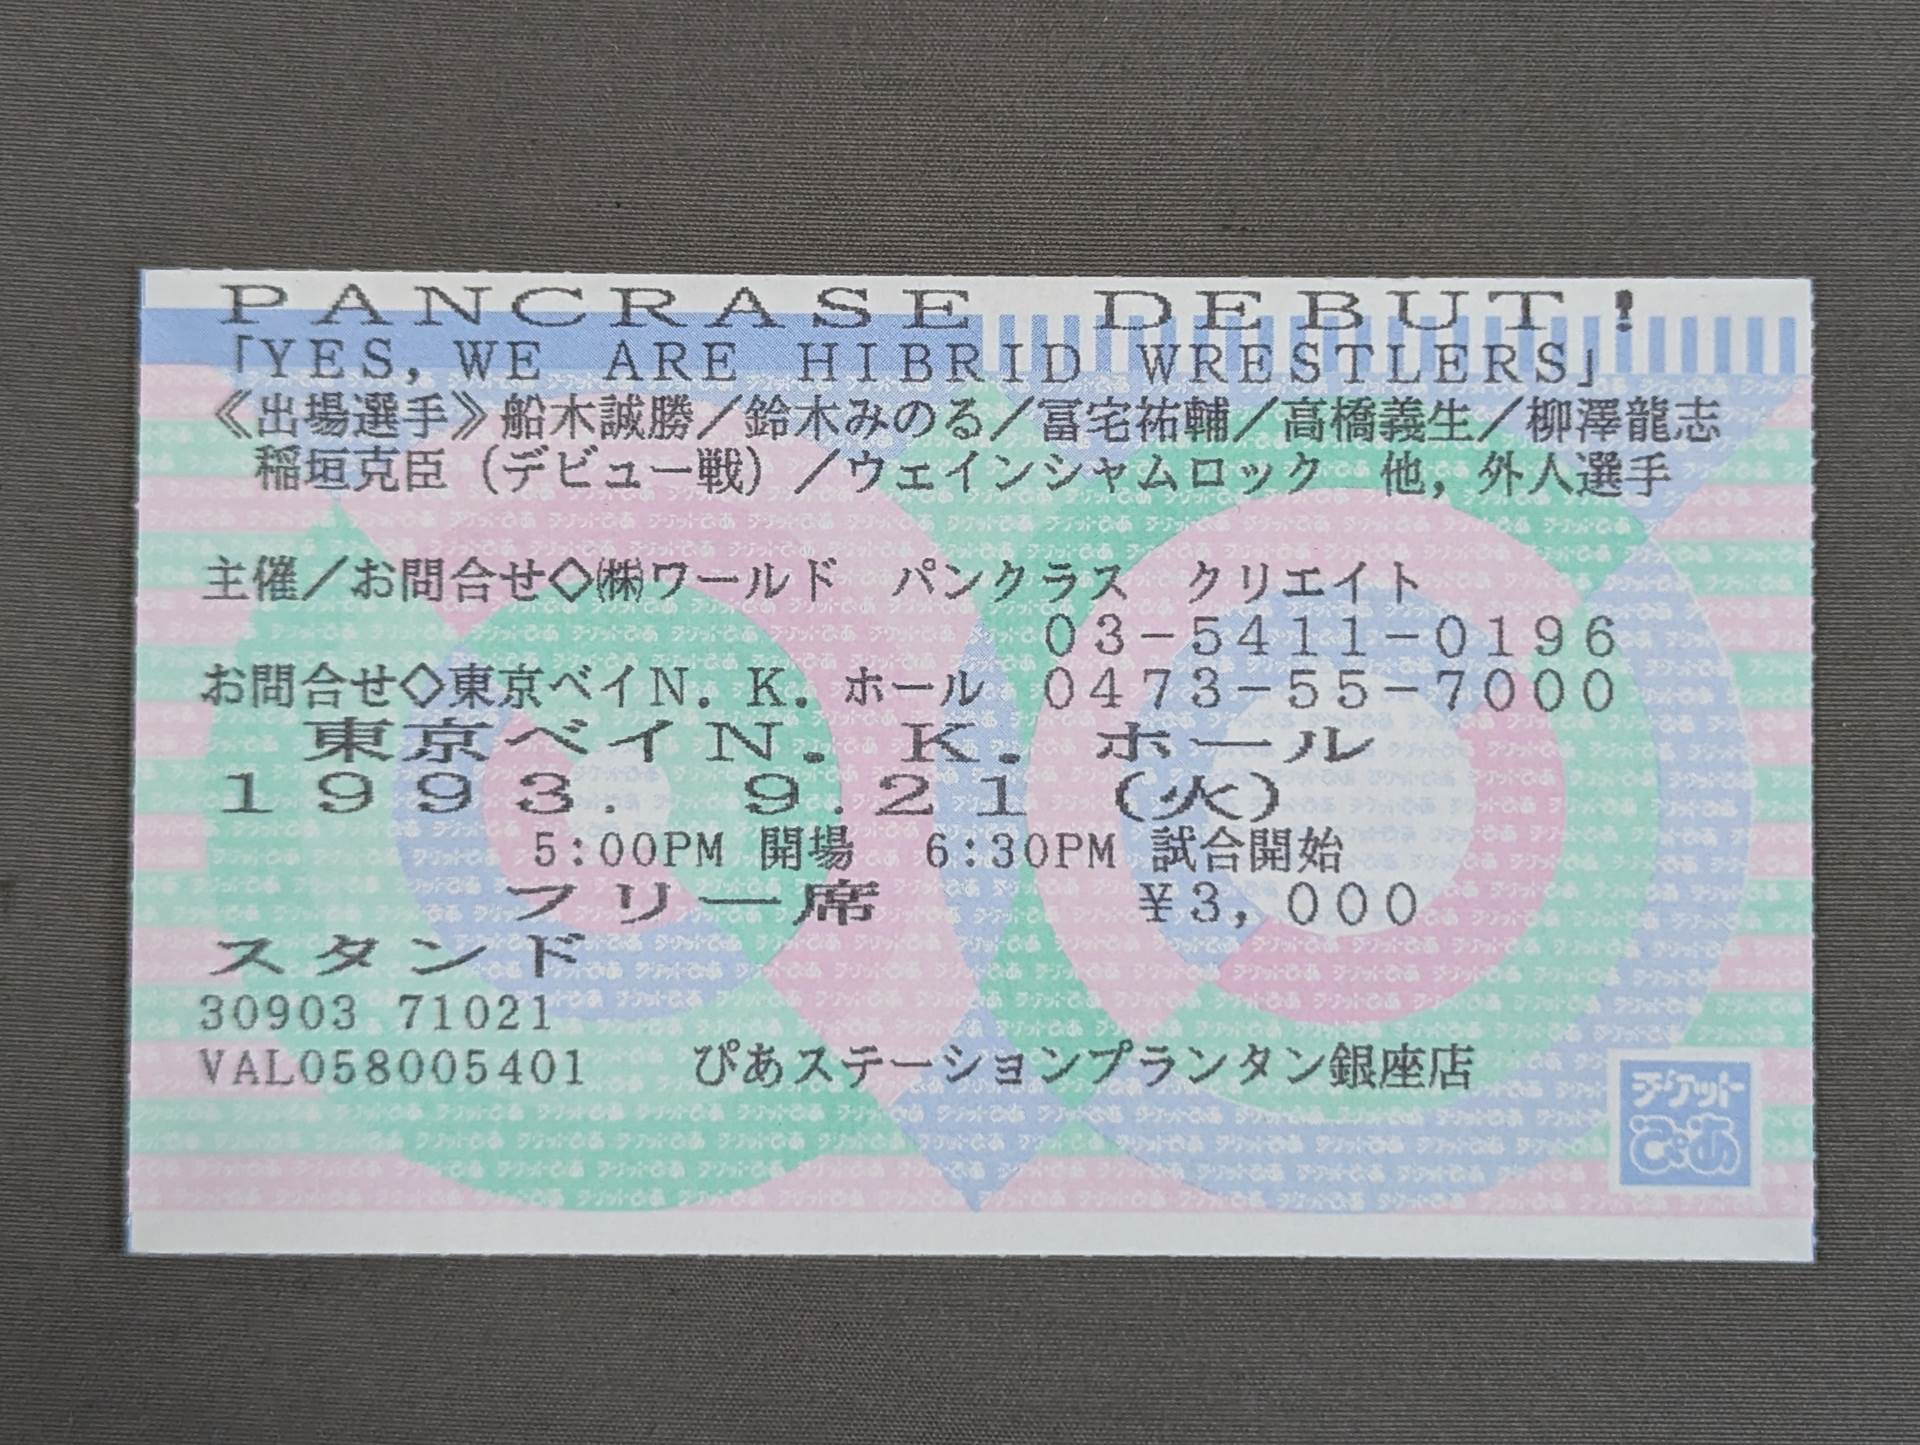 PANCRASE DEBUT!
「YES,WE ARE HIBRID WRESTLERS」
《出場選手》船木誠勝／鈴木みのる／冨宅祐輔／高橋義生／柳澤龍志
稲垣克臣（デビュー戦）／ウェインシャムロック 他，外人選手
主催／お問合せ◇㈱ワールド パンクラス クリエイト
03-5411-0196
お問合せ◇東京ベイN．K．ホール 0473-55-7000
東京ベイN．K．ホール
1993. 9.21 (火)
5:00PM 開場 6:30PM 試合開始
フリー席 ¥3,000
スタンド
30903 71021
VAL058005401 ぴあステーションプランタン銀座店
チケット
ぴあ